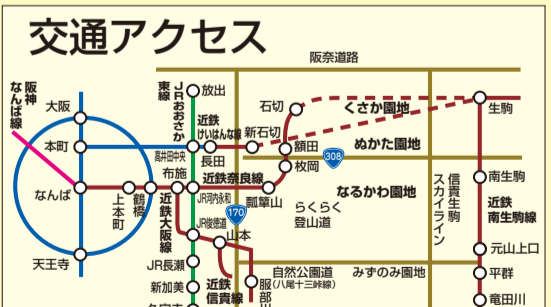 交通アクセス
阪奈道路
阪神なんば線
大阪
本町
なんば
天王寺
上本町
鶴橋
布施
近鉄大阪線
JRおおさか東線
放出
高井田中央
近鉄けいはんな線
長田
新石切
石切
額田
枚岡
瓢簞山
近鉄奈良線
JR河内永和
JR俊徳道
JR長瀬
新加美
山本
近鉄信貴線
170
308
くさか園地
ぬかた園地
なるかわ園地
らくらく登山道
自然公園道
(八尾十三峠線)
みずのみ園地
信貴生駒スカイライン
生駒
南生駒
近鉄南生駒線
元山上口
平群
竜田川